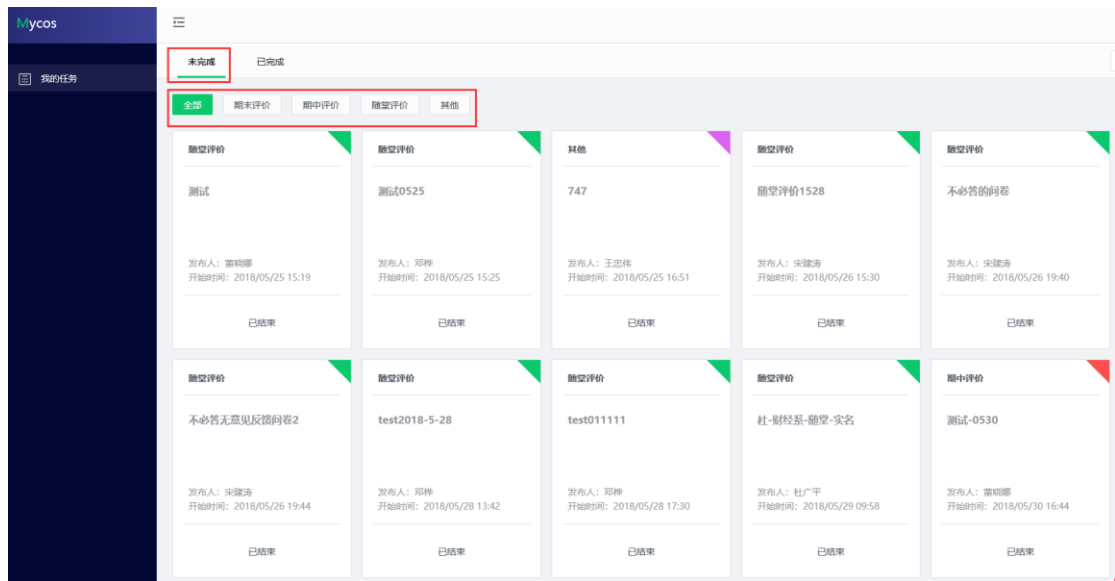 Mycos
我的任务
未完成 已完成
全部 期末评价 期中评价 随堂评价 其他
随堂评价 随堂评价 其他 随堂评价 随堂评价
测试 测试0525 747 随堂评价1528 不必答的问卷
发布人：董晓娜 发布人：邓桦 发布人：王忠伟 发布人：宋建涛 发布人：宋建涛
开始时间：2018/05/25 15:19 开始时间：2018/05/25 15:25 开始时间：2018/05/25 16:51 开始时间：2018/05/26 15:30 开始时间：2018/05/26 19:40
已结束 已结束 已结束 已结束 已结束
随堂评价 随堂评价 随堂评价 随堂评价 期中评价
不必答无意见反馈问卷2 test2018-5-28 test011111 杜-财经系-随堂-实名 测试-0530
发布人：宋建涛 发布人：邓桦 发布人：邓桦 发布人：杜广平 发布人：董晓娜
开始时间：2018/05/26 19:44 开始时间：2018/05/28 13:42 开始时间：2018/05/28 17:30 开始时间：2018/05/29 09:58 开始时间：2018/05/30 16:44
已结束 已结束 已结束 已结束 已结束